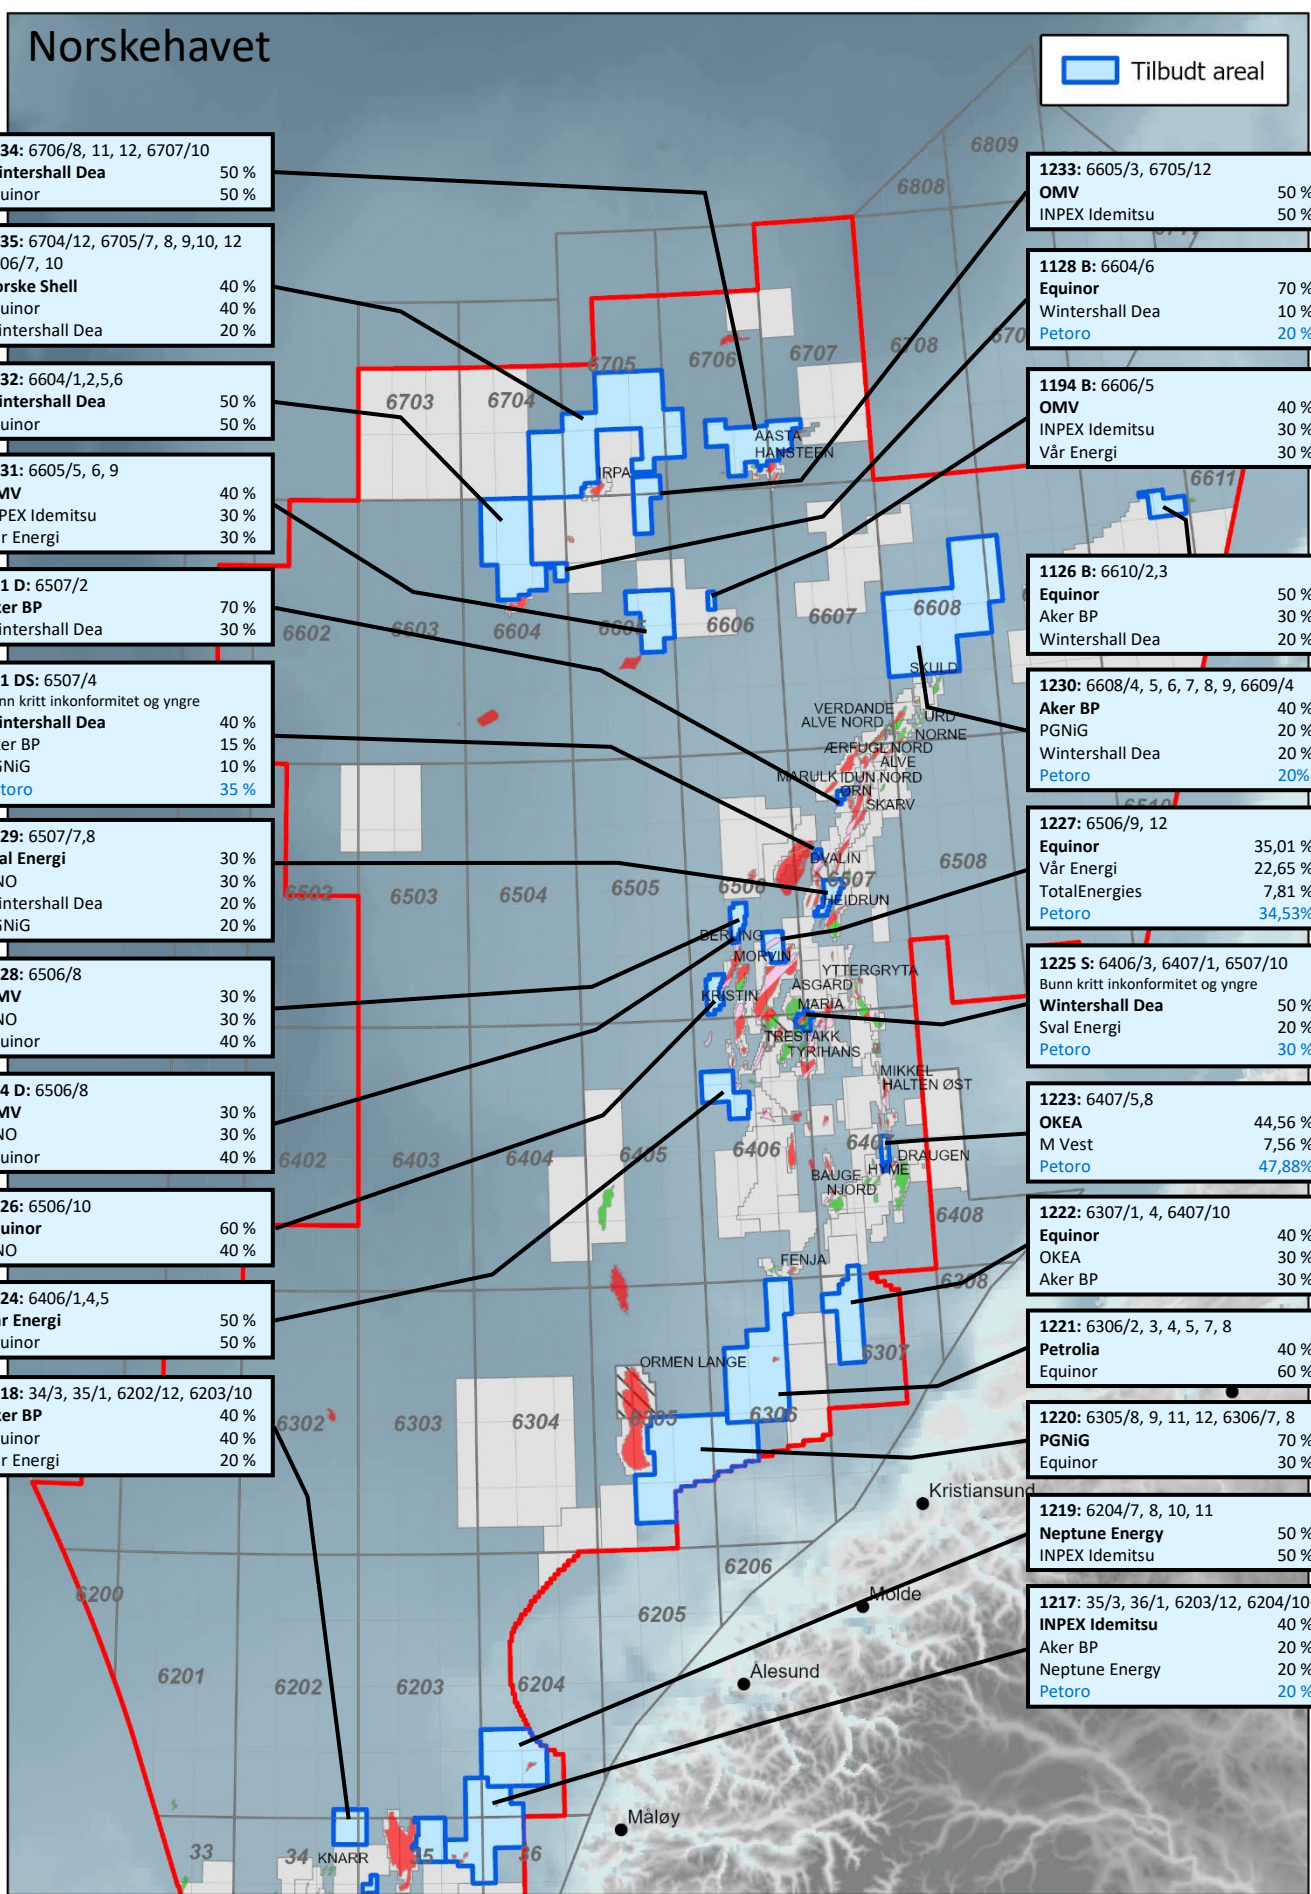 Norskehavet
Tilbudt areal
34: 6706/8, 11, 12, 6707/10
intershall Dea 50 %
uinor 50 %
35: 6704/12, 6705/7, 8, 9,10, 12
06/7, 10
orske Shell 40 %
uinor 40 %
intershall Dea 20 %
32: 6604/1,2,5,6
intershall Dea 50 %
uinor 50 %
31: 6605/5, 6, 9
MV 40 %
PEX Idemitsu 30 %
r Energi 30 %
1 D: 6507/2
ker BP 70 %
intershall Dea 30 %
1 DS: 6507/4
nn kritt inkonformitet og yngre
intershall Dea 40 %
er BP 15 %
GNiG 10 %
toro 35 %
29: 6507/7,8
al Energi 30 %
NO 30 %
intershall Dea 20 %
GNiG 20 %
28: 6506/8
MV 30 %
NO 30 %
uinor 40 %
4 D: 6506/8
MV 30 %
NO 30 %
uinor 40 %
26: 6506/10
uinor 60 %
NO 40 %
24: 6406/1,4,5
r Energi 50 %
uinor 50 %
18: 34/3, 35/1, 6202/12, 6203/10
ker BP 40 %
uinor 40 %
r Energi 20 %
1233: 6605/3, 6705/12
OMV 50 %
INPEX Idemitsu 50 %
1128 B: 6604/6
Equinor 70 %
Wintershall Dea 10 %
Petoro 20 %
1194 B: 6606/5
OMV 40 %
INPEX Idemitsu 30 %
Vår Energi 30 %
1126 B: 6610/2,3
Equinor 50 %
Aker BP 30 %
Wintershall Dea 20 %
1230: 6608/4, 5, 6, 7, 8, 9, 6609/4
Aker BP 40 %
PGNiG 20 %
Wintershall Dea 20 %
Petoro 20%
1227: 6506/9, 12
Equinor 35,01 %
Vår Energi 22,65 %
TotalEnergies 7,81 %
Petoro 34,53%
1225 S: 6406/3, 6407/1, 6507/10
Bunn kritt inkonformitet og yngre
Wintershall Dea 50 %
Sval Energi 20 %
Petoro 30 %
1223: 6407/5,8
OKEA 44,56 %
M Vest 7,56 %
Petoro 47,88%
1222: 6307/1, 4, 6407/10
Equinor 40 %
OKEA 30 %
Aker BP 30 %
1221: 6306/2, 3, 4, 5, 7, 8
Petrolia 40 %
Equinor 60 %
1220: 6305/8, 9, 11, 12, 6306/7, 8
PGNiG 70 %
Equinor 30 %
1219: 6204/7, 8, 10, 11
Neptune Energy 50 %
INPEX Idemitsu 50 %
1217: 35/3, 36/1, 6203/12, 6204/10
INPEX Idemitsu 40 %
Aker BP 20 %
Neptune Energy 20 %
Petoro 20 %
6809
6808
6703
6704
6705
6706
6707
6708
AASTA
HANSTEEN
IRPA
6611
6602
6603
6604
6605
6606
6607
6608
SKULD
VERDANDE
ALVE NORD
URD
NORNE
ÆRFUGL NORD
ALVE
MARULK
IDUN NORD
ØRN
SKARV
6510
6502
6503
6504
6505
6506
6507
6508
DVALIN
HEIDRUN
BERLING
MORVIN
YTTERGRYTA
KRISTIN
ÅSGARD
MARIA
TRESTAKK
TYRIHANS
MIKKEL
HALTEN ØST
6402
6403
6404
6405
6406
6407
6408
DRAUGEN
BAUGE
HYME
NJORD
FENJA
ORMEN LANGE
6302
6303
6304
6305
6306
6307
6308
Kristiansund
6200
6206
Molde
6205
6201
6202
6203
6204
Ålesund
Måløy
33
34
KNARR
35
36